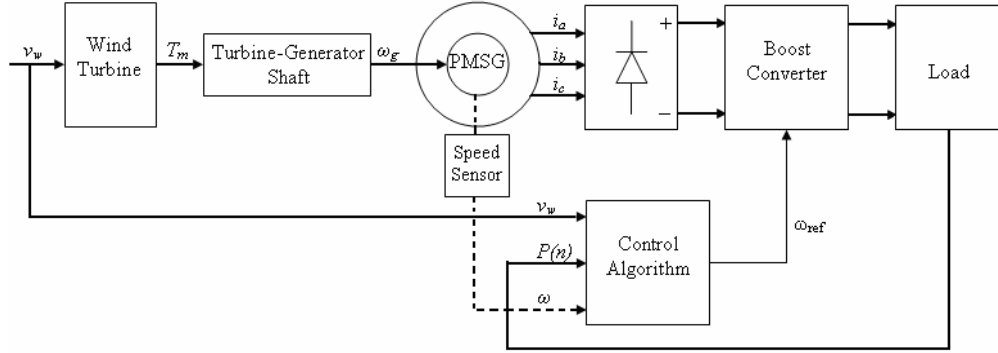 v_w
Wind
Turbine
T_m
Turbine-Generator
Shaft
ω_g
PMSG
i_a
i_b
i_c
+
−
Boost
Converter
Load
Speed
Sensor
v_w
P(n)
ω
Control
Algorithm
ω_ref